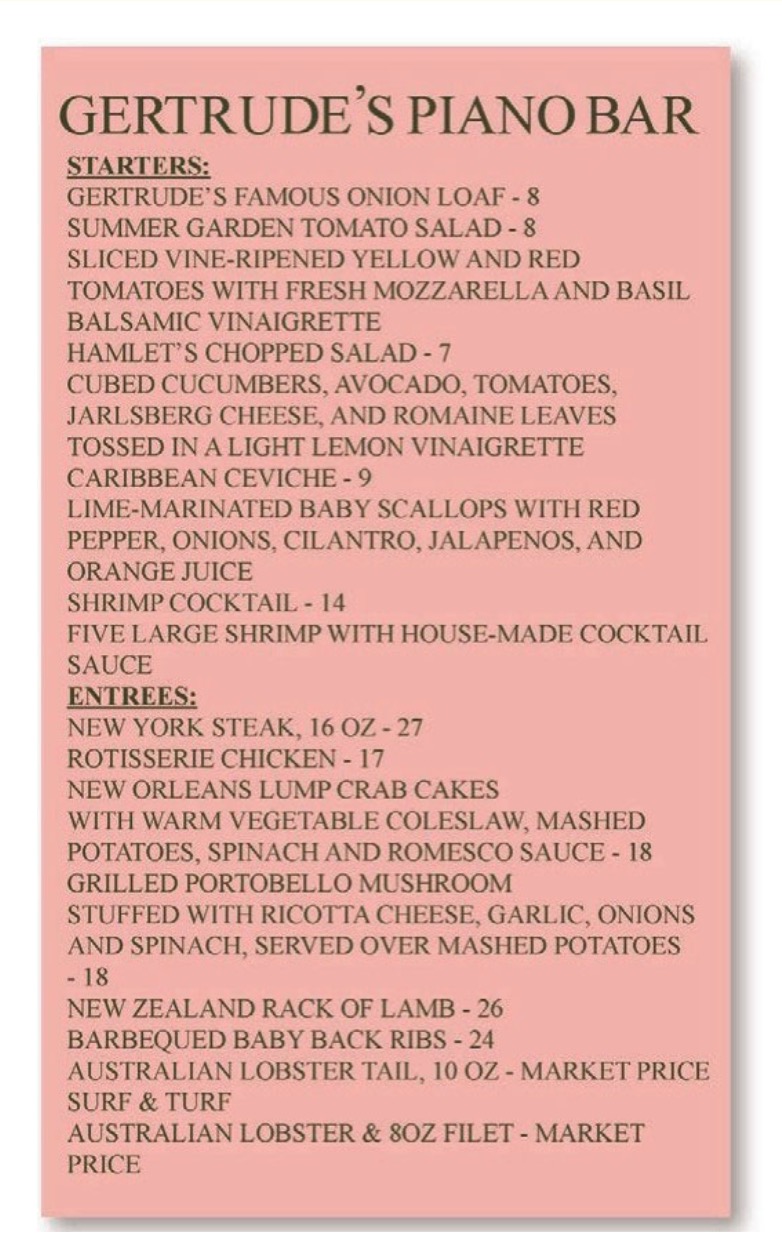 GERTRUDE'S PIANO BAR
STARTERS:
GERTRUDE'S FAMOUS ONION LOAF - 8
SUMMER GARDEN TOMATO SALAD - 8
SLICED VINE-RIPENED YELLOW AND RED
TOMATOES WITH FRESH MOZZARELLA AND BASIL
BALSAMIC VINAIGRETTE
HAMLET'S CHOPPED SALAD - 7
CUBED CUCUMBERS, AVOCADO, TOMATOES,
JARLSBERG CHEESE, AND ROMAINE LEAVES
TOSSED IN A LIGHT LEMON VINAIGRETTE
CARIBBEAN CEVICHE - 9
LIME-MARINATED BABY SCALLOPS WITH RED
PEPPER, ONIONS, CILANTRO, JALAPENOS, AND
ORANGE JUICE
SHRIMP COCKTAIL - 14
FIVE LARGE SHRIMP WITH HOUSE-MADE COCKTAIL
SAUCE
ENTREES:
NEW YORK STEAK, 16 OZ - 27
ROTISSERIE CHICKEN - 17
NEW ORLEANS LUMP CRAB CAKES
WITH WARM VEGETABLE COLESLAW, MASHED
POTATOES, SPINACH AND ROMESCO SAUCE - 18
GRILLED PORTOBELLO MUSHROOM
STUFFED WITH RICOTTA CHEESE, GARLIC, ONIONS
AND SPINACH, SERVED OVER MASHED POTATOES
- 18
NEW ZEALAND RACK OF LAMB - 26
BARBEQUED BABY BACK RIBS - 24
AUSTRALIAN LOBSTER TAIL, 10 OZ - MARKET PRICE
SURF & TURF
AUSTRALIAN LOBSTER & 8OZ FILET - MARKET
PRICE